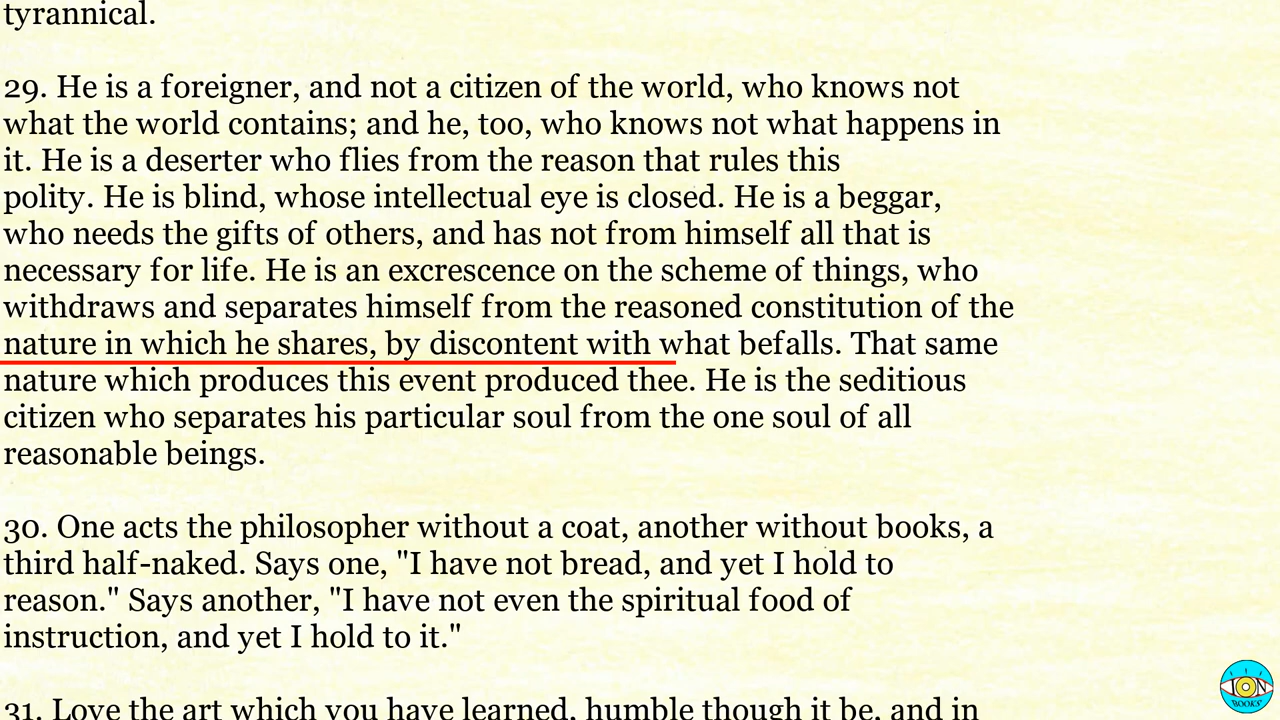 tyrannical.
29. He is a foreigner, and not a citizen of the world, who knows not
what the world contains; and he, too, who knows not what happens in
it. He is a deserter who flies from the reason that rules this
polity. He is blind, whose intellectual eye is closed. He is a beggar,
who needs the gifts of others, and has not from himself all that is
necessary for life. He is an excrescence on the scheme of things, who
withdraws and separates himself from the reasoned constitution of the
nature in which he shares, by discontent with what befalls. That same
nature which produces this event produced thee. He is the seditious
citizen who separates his particular soul from the one soul of all
reasonable beings.
30. One acts the philosopher without a coat, another without books, a
third half-naked. Says one, "I have not bread, and yet I hold to
reason." Says another, "I have not even the spiritual food of
instruction, and yet I hold to it."
31. Love the art which you have learned, humble though it be, and in
ION
BOOKS